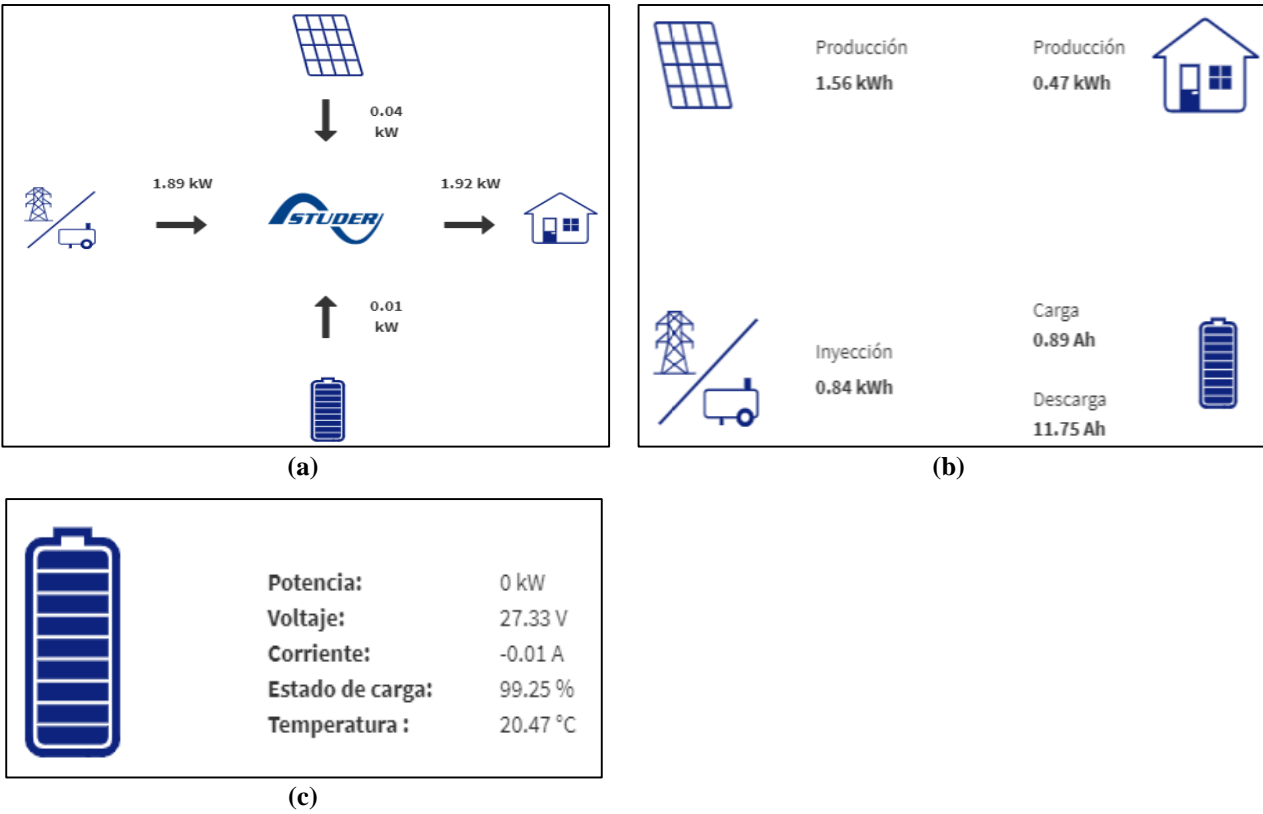 0.04
kW
1.89 kW
STUDER
1.92 kW
0.01
kW
(a)
Producción
1.56 kWh
Producción
0.47 kWh
Inyección
0.84 kWh
Carga
0.89 Ah
Descarga
11.75 Ah
(b)
Potencia: 0 kW
Voltaje: 27.33 V
Corriente: -0.01 A
Estado de carga: 99.25 %
Temperatura : 20.47 °C
(c)